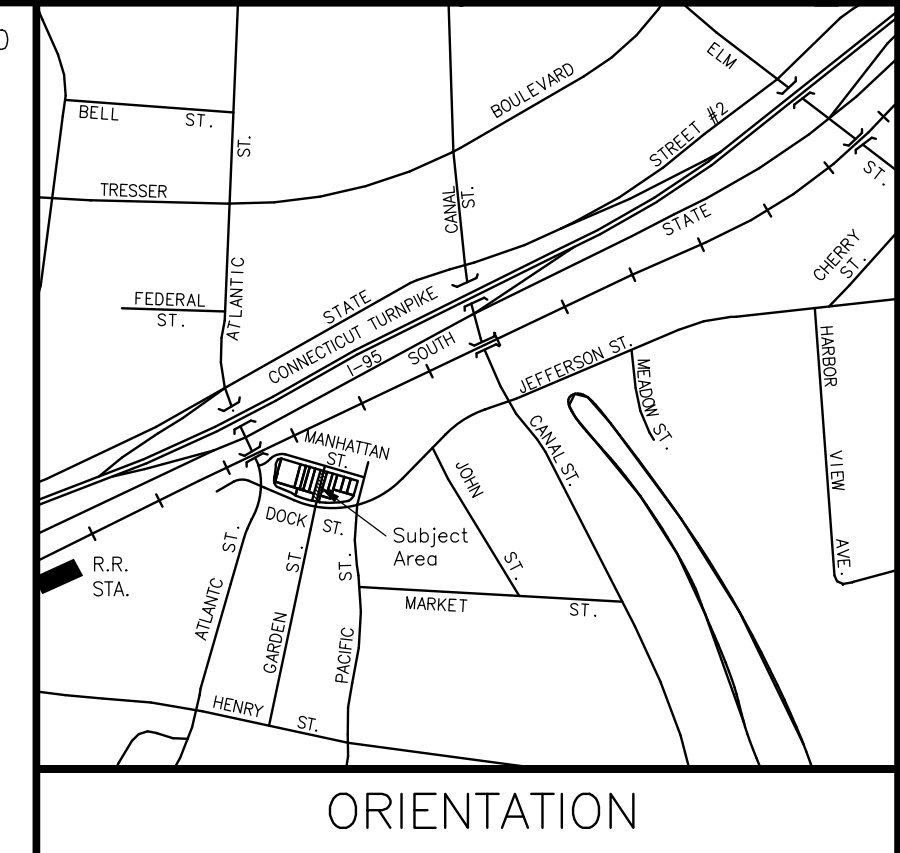 0
ELM
BELL ST.
ST.
BOULEVARD
STREET #2
TRESSER
CANAL ST.
ST.
STATE
CHERRY ST.
ATLANTIC
FEDERAL ST.
STATE
CONNECTICUT TURNPIKE
I-95
SOUTH
JEFFERSON ST.
MEADOW ST.
HARBOR VIEW AVE.
MANHATTAN ST.
CANAL ST.
JOHN ST.
DOCK ST.
Subject
Area
R.R.
STA.
ATLANTC ST.
GARDEN ST.
PACIFIC ST.
MARKET ST.
HENRY ST.
ORIENTATION